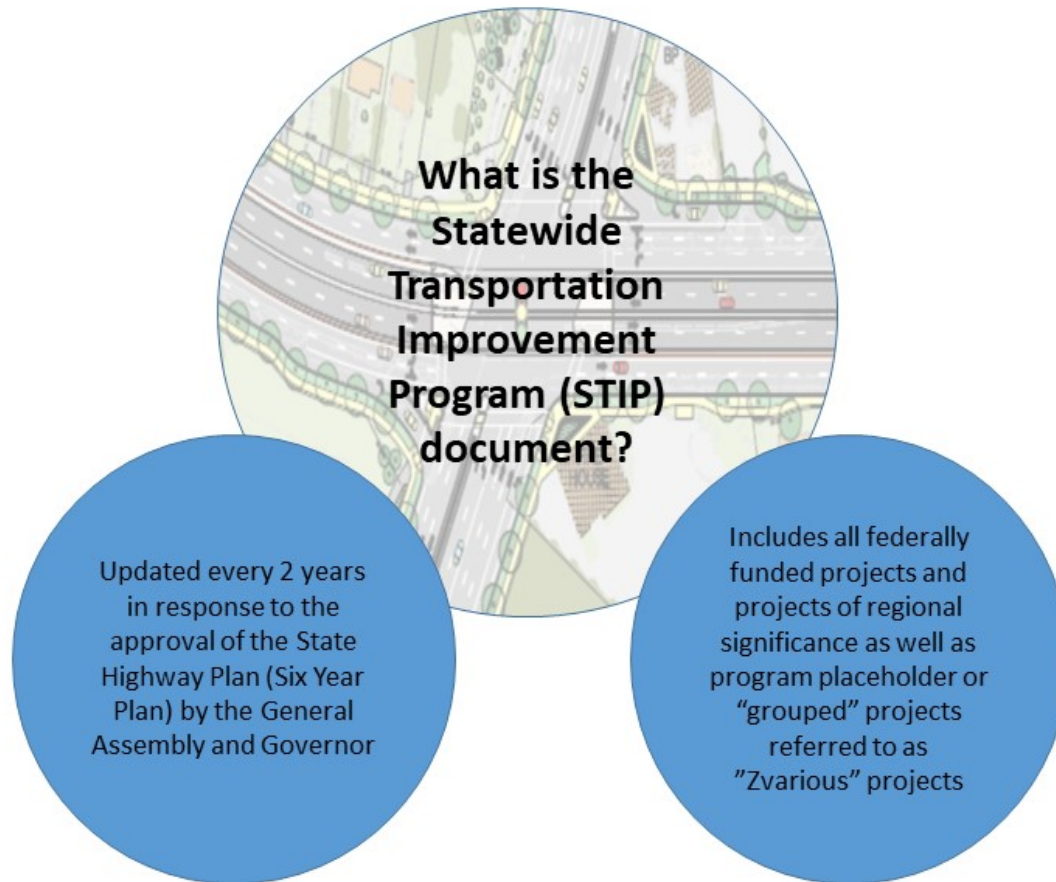 BP
What is the
Statewide
Transportation
Improvement
Program (STIP)
document?
HOUSE
Updated every 2 years
in response to the
approval of the State
Highway Plan (Six Year
Plan) by the General
Assembly and Governor
Includes all federally
funded projects and
projects of regional
significance as well as
program placeholder or
“grouped” projects
referred to as
”Zvarious” projects